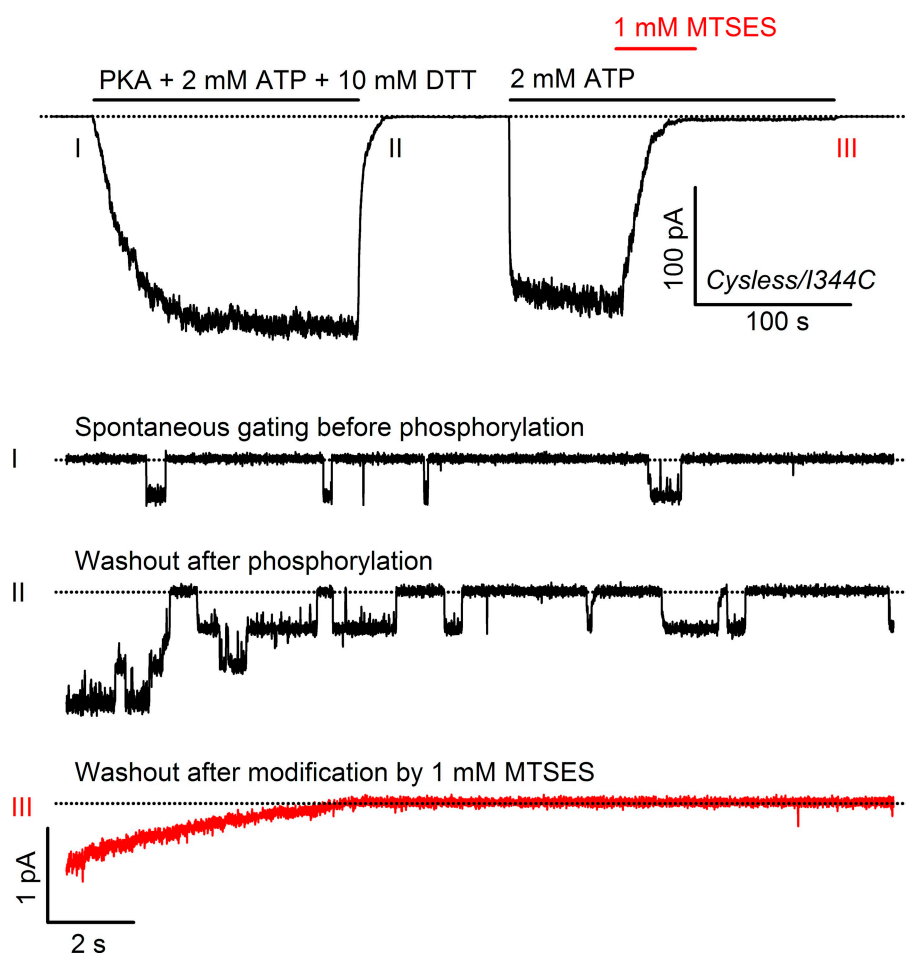 1 mM MTSES
PKA + 2 mM ATP + 10 mM DTT
2 mM ATP
I
II
III
100 pA
Cysless/I344C
100 s
Spontaneous gating before phosphorylation
I
Washout after phosphorylation
II
Washout after modification by 1 mM MTSES
III
1 pA
2 s